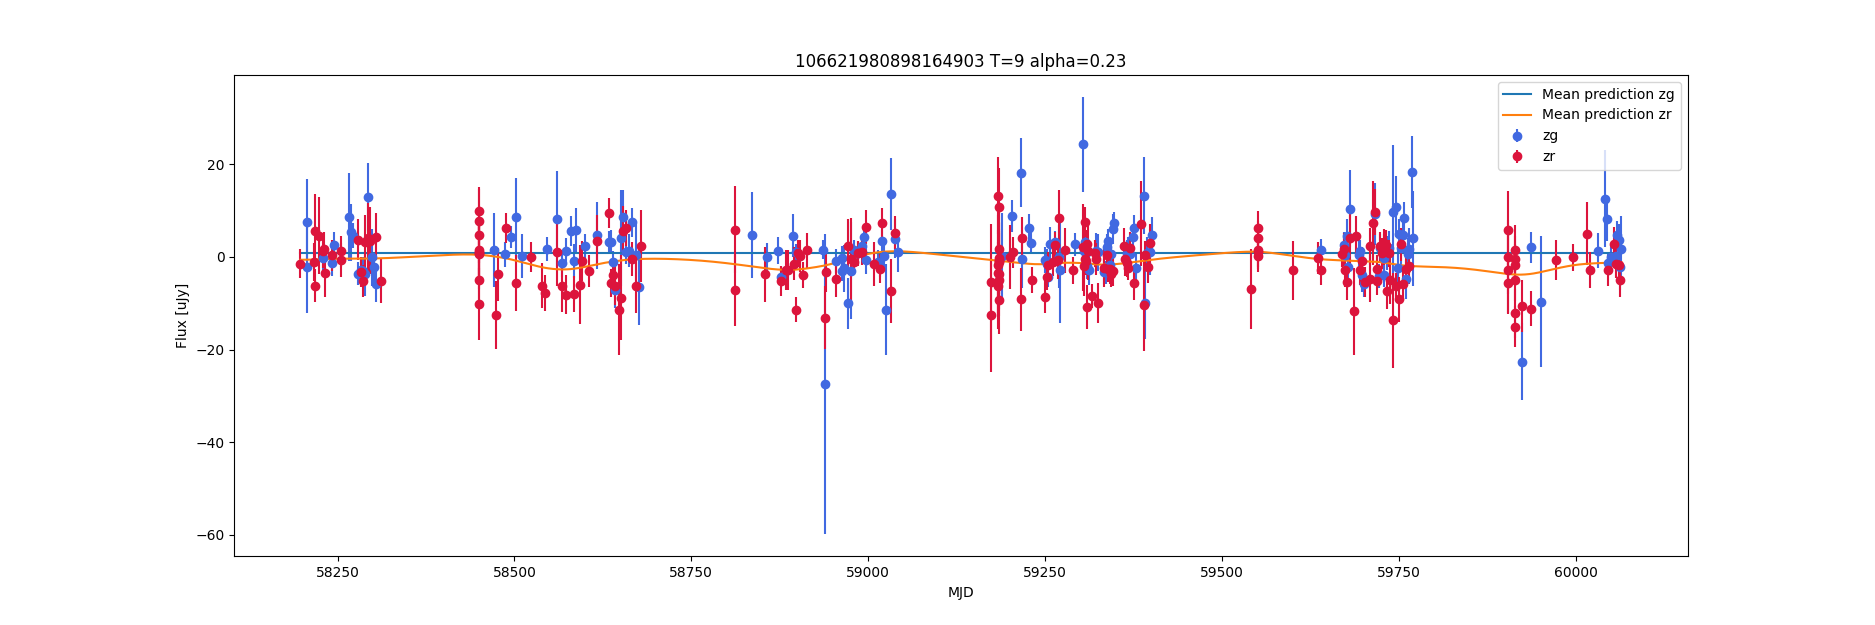 106621980898164903 T=9 alpha=0.23
Mean prediction zg
Mean prediction zr
zg
zr
Flux [uJy]
20
0
−20
−40
−60
58250 58500 58750 59000 59250 59500 59750 60000
MJD